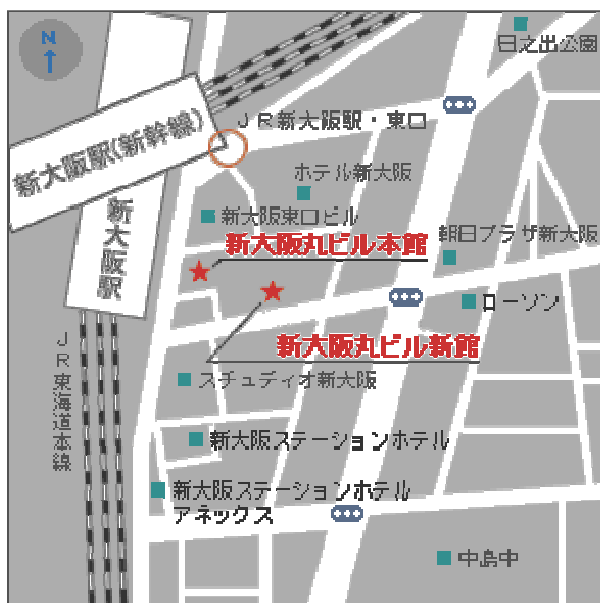 N
日之出公園
JR新大阪駅・東口
新大阪駅(新幹線)
ホテル新大阪
新大阪東口ビル
新大阪駅
朝日プラザ新大阪
新大阪丸ビル本館
ローソン
新大阪丸ビル新館
JR東海道本線
スチュディオ新大阪
新大阪ステーションホテル
新大阪ステーションホテル
アネックス
中島中